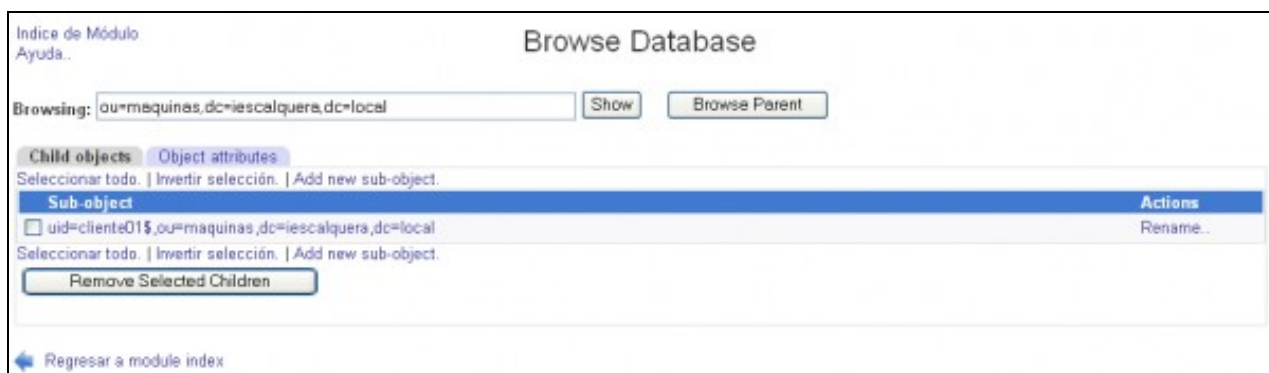 Indice de Módulo
Ayuda..
Browse Database
Browsing: ou=maquinas,dc=iescalquera,dc=local Show Browse Parent
Child objects Object attributes
Seleccionar todo. | Invertir selección. | Add new sub-object.
Sub-object Actions
uid=cliente01$,ou=maquinas,dc=iescalquera,dc=local Rename..
Seleccionar todo. | Invertir selección. | Add new sub-object.
Remove Selected Children
Regresar a module index